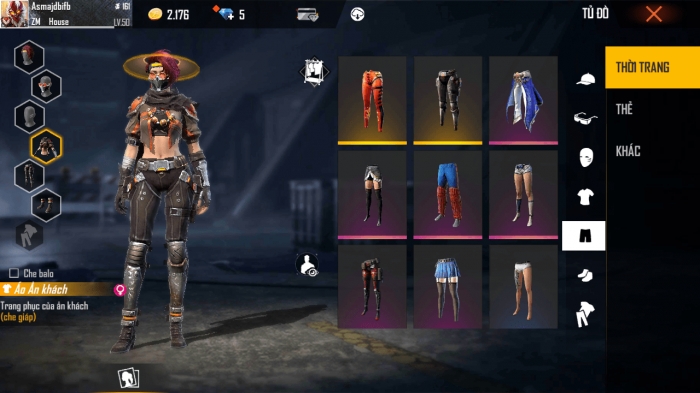 Asmajdbifb
# 161
ZM House
LV.50
2.176
5
TỦ ĐỒ
THỜI TRANG
THẺ
KHÁC
Che balo
Áo Ẩn khách
Trang phục của ẩn khách
(che giáp)